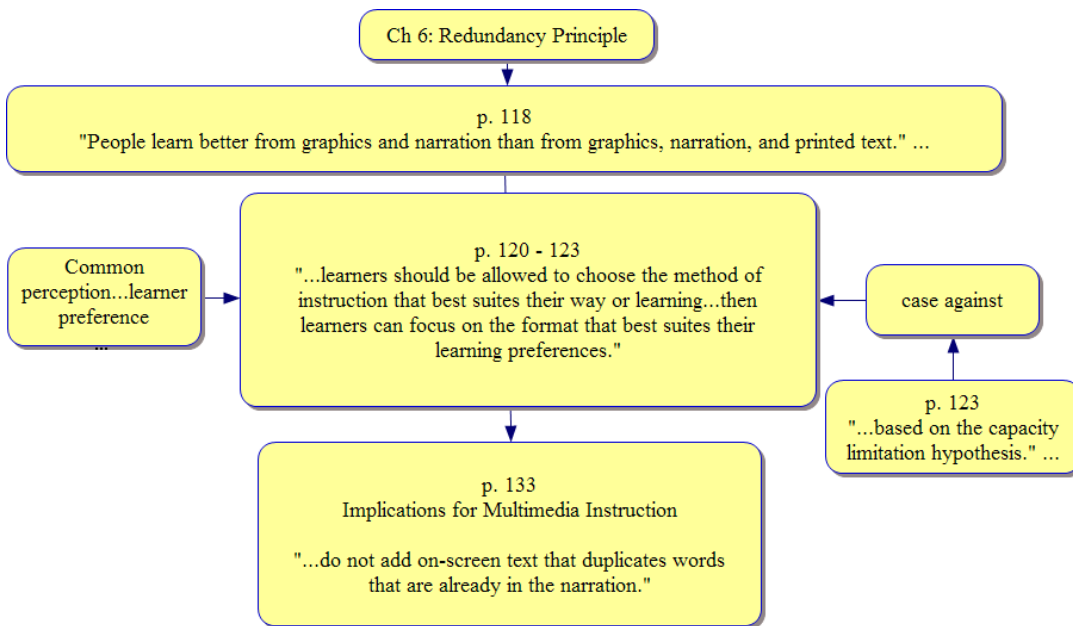 Ch 6: Redundancy Principle
p. 118
"People learn better from graphics and narration than from graphics, narration, and printed text." ...
Common
perception...learner
preference
...
p. 120 - 123
"...learners should be allowed to choose the method of
instruction that best suites their way or learning...then
learners can focus on the format that best suites their
learning preferences."
case against
p. 123
"...based on the capacity
limitation hypothesis." ...
p. 133
Implications for Multimedia Instruction
"...do not add on-screen text that duplicates words
that are already in the narration."